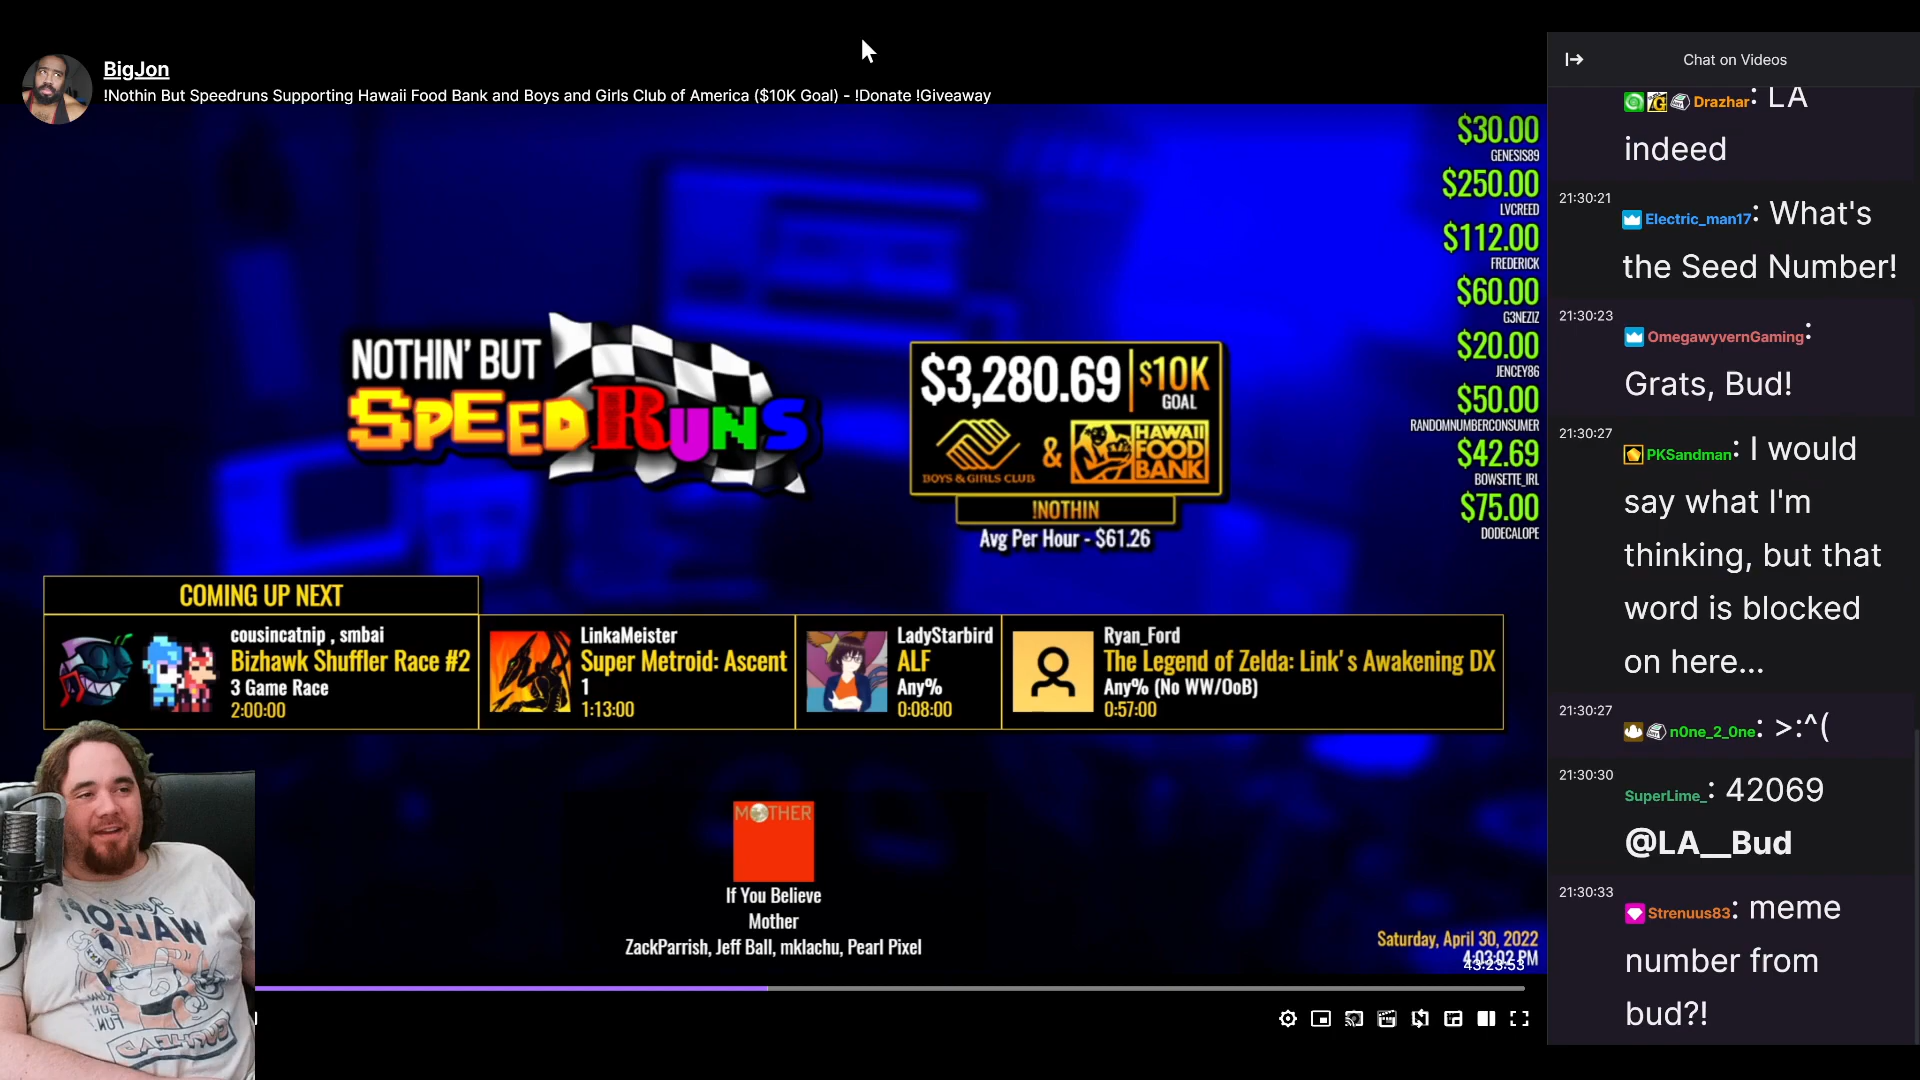 BigJon
!Nothin But Speedruns Supporting Hawaii Food Bank and Boys and Girls Club of America ($10K Goal) - !Donate !Giveaway
$30.00
GENESIS89
$250.00
LVCREED
$112.00
FREDERICK
$60.00
G3NEZIZ
$20.00
JENCEY86
$50.00
RANDOMNUMBERCONSUMER
$42.69
BOWSETTE_IRL
$75.00
DODECALOPE
NOTHIN' BUT
SPEEDRUNS
$3,280.69
$10K
GOAL
BOYS & GIRLS CLUB
&
HAWAII
FOOD
BANK
!NOTHIN
Avg Per Hour - $61.26
COMING UP NEXT
cousincatnip , smbai
Bizhawk Shuffler Race #2
3 Game Race
2:00:00
LinkaMeister
Super Metroid: Ascent
1
1:13:00
LadyStarbird
ALF
Any%
0:08:00
Ryan_Ford
The Legend of Zelda: Link's Awakening DX
Any% (No WW/OoB)
0:57:00
MOTHER
If You Believe
Mother
ZackParrish, Jeff Ball, mklachu, Pearl Pixel
Saturday, April 30, 2022
4:03:02 PM
43:23:53
WALLOP!
Chat on Videos
Drazhar: LA
indeed
21:30:21
Electric_man17: What's
the Seed Number!
21:30:23
OmegawyvernGaming:
Grats, Bud!
21:30:27
PKSandman: I would
say what I'm
thinking, but that
word is blocked
on here...
21:30:27
n0ne_2_0ne: >:^(
21:30:30
SuperLime_: 42069
@LA__Bud
21:30:33
Strenuus83: meme
number from
bud?!